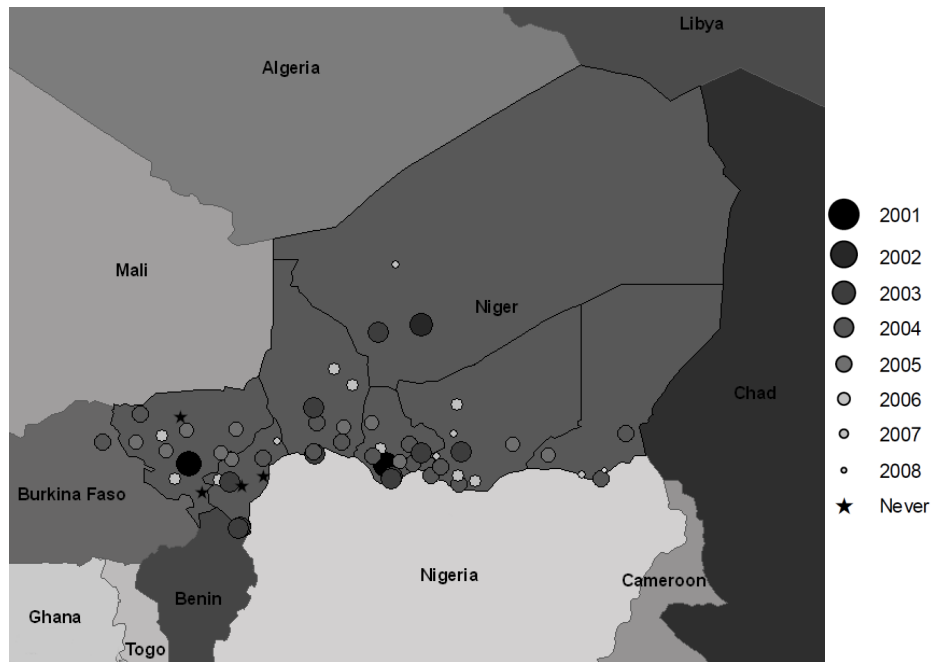 Libya
Algeria
Mali
Niger
Chad
Burkina Faso
Nigeria
Cameroon
Benin
Ghana
Togo
2001
2002
2003
2004
2005
2006
2007
2008
Never